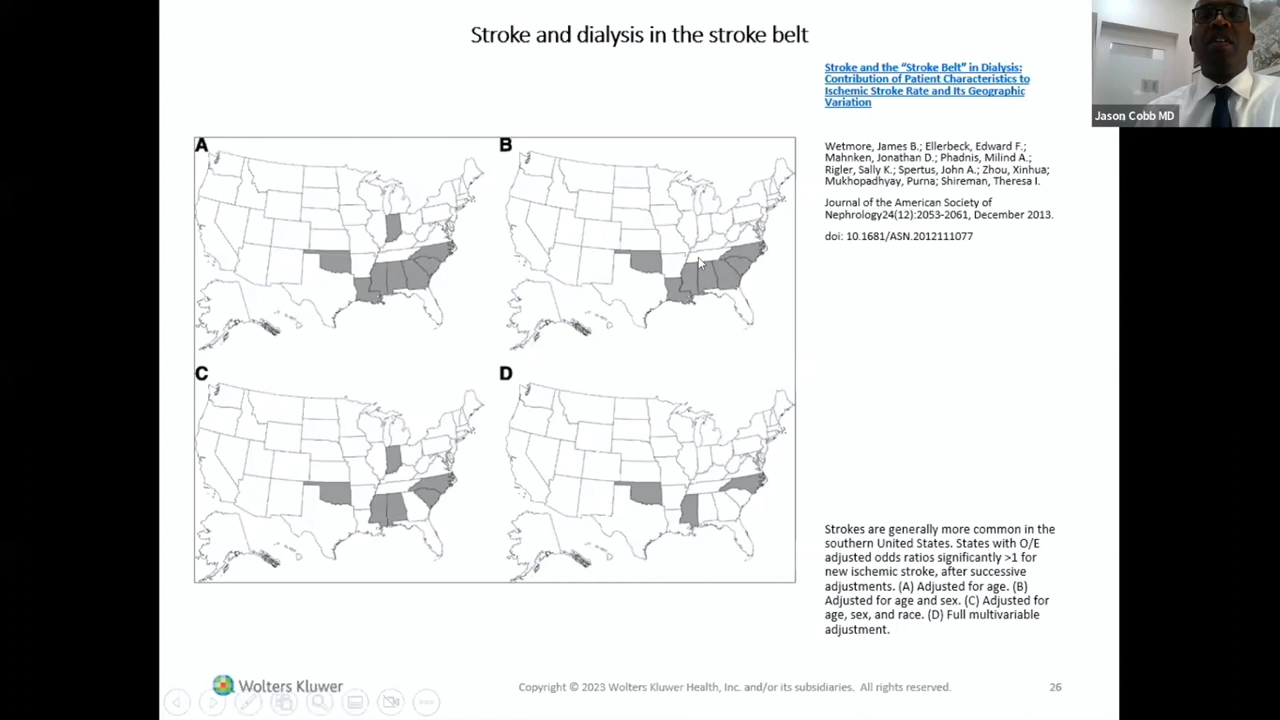 Stroke and dialysis in the stroke belt
Stroke and the “Stroke Belt” in Dialysis:
Contribution of Patient Characteristics to
Ischemic Stroke Rate and Its Geographic
Variation
Jason Cobb MD
A
B
Wetmore, James B.; Ellerbeck, Edward F.;
Mahnken, Jonathan D.; Phadnis, Milind A.;
Rigler, Sally K.; Spertus, John A.; Zhou, Xinhua;
Mukhopadhyay, Purna; Shireman, Theresa I.
Journal of the American Society of
Nephrology24(12):2053-2061, December 2013.
doi: 10.1681/ASN.2012111077
C
D
Strokes are generally more common in the
southern United States. States with O/E
adjusted odds ratios significantly >1 for
new ischemic stroke, after successive
adjustments. (A) Adjusted for age. (B)
Adjusted for age and sex. (C) Adjusted for
age, sex, and race. (D) Full multivariable
adjustment.
Wolters Kluwer
Copyright © 2023 Wolters Kluwer Health, Inc. and/or its subsidiaries. All rights reserved.
26